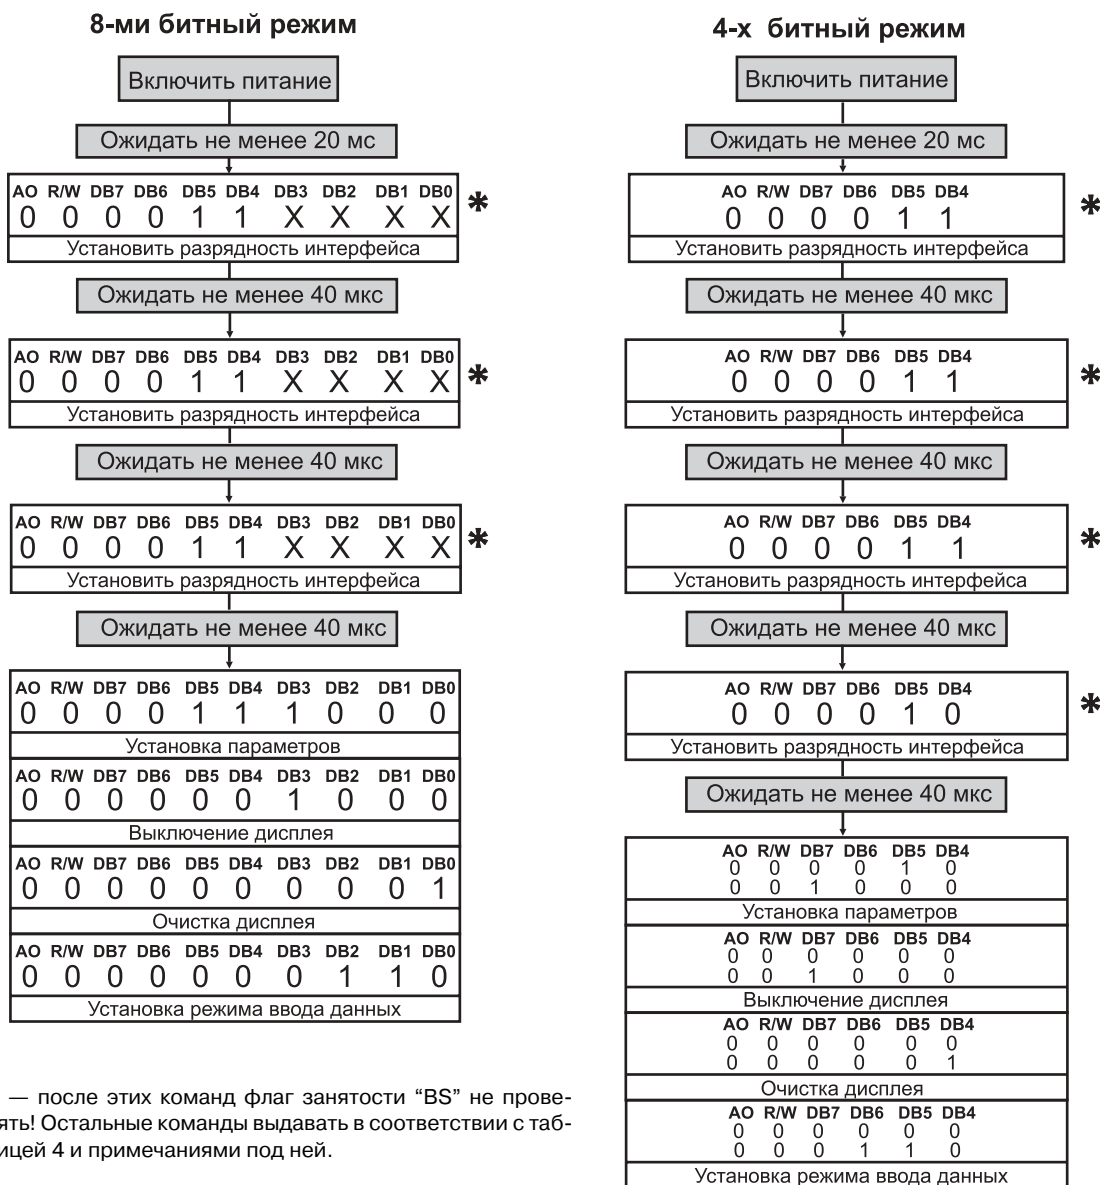 8-ми битный режим
Включить питание
Ожидать не менее 20 мс
AO R/W DB7 DB6 DB5 DB4 DB3 DB2 DB1 DB0
0 0 0 0 1 1 X X X X *
Установить разрядность интерфейса
Ожидать не менее 40 мкс
AO R/W DB7 DB6 DB5 DB4 DB3 DB2 DB1 DB0
0 0 0 0 1 1 X X X X *
Установить разрядность интерфейса
Ожидать не менее 40 мкс
AO R/W DB7 DB6 DB5 DB4 DB3 DB2 DB1 DB0
0 0 0 0 1 1 X X X X *
Установить разрядность интерфейса
Ожидать не менее 40 мкс
AO R/W DB7 DB6 DB5 DB4 DB3 DB2 DB1 DB0
0 0 0 0 1 1 1 0 0 0
Установка параметров
AO R/W DB7 DB6 DB5 DB4 DB3 DB2 DB1 DB0
0 0 0 0 0 0 1 0 0 0
Выключение дисплея
AO R/W DB7 DB6 DB5 DB4 DB3 DB2 DB1 DB0
0 0 0 0 0 0 0 0 0 1
Очистка дисплея
AO R/W DB7 DB6 DB5 DB4 DB3 DB2 DB1 DB0
0 0 0 0 0 0 0 1 1 0
Установка режима ввода данных
— после этих команд флаг занятости “BS” не прове-
ять! Остальные команды выдавать в соответствии с таб-
ицей 4 и примечаниями под ней.
4-х битный режим
Включить питание
Ожидать не менее 20 мс
AO R/W DB7 DB6 DB5 DB4
0 0 0 0 1 1 *
Установить разрядность интерфейса
Ожидать не менее 40 мкс
AO R/W DB7 DB6 DB5 DB4
0 0 0 0 1 1 *
Установить разрядность интерфейса
Ожидать не менее 40 мкс
AO R/W DB7 DB6 DB5 DB4
0 0 0 0 1 1 *
Установить разрядность интерфейса
Ожидать не менее 40 мкс
AO R/W DB7 DB6 DB5 DB4
0 0 0 0 1 0 *
Установить разрядность интерфейса
Ожидать не менее 40 мкс
AO R/W DB7 DB6 DB5 DB4
0 0 0 0 1 0
0 0 1 0 0 0
Установка параметров
AO R/W DB7 DB6 DB5 DB4
0 0 0 0 0 0
0 0 1 0 0 0
Выключение дисплея
AO R/W DB7 DB6 DB5 DB4
0 0 0 0 0 0
0 0 0 0 0 1
Очистка дисплея
AO R/W DB7 DB6 DB5 DB4
0 0 0 0 0 0
0 0 0 1 1 0
Установка режима ввода данных